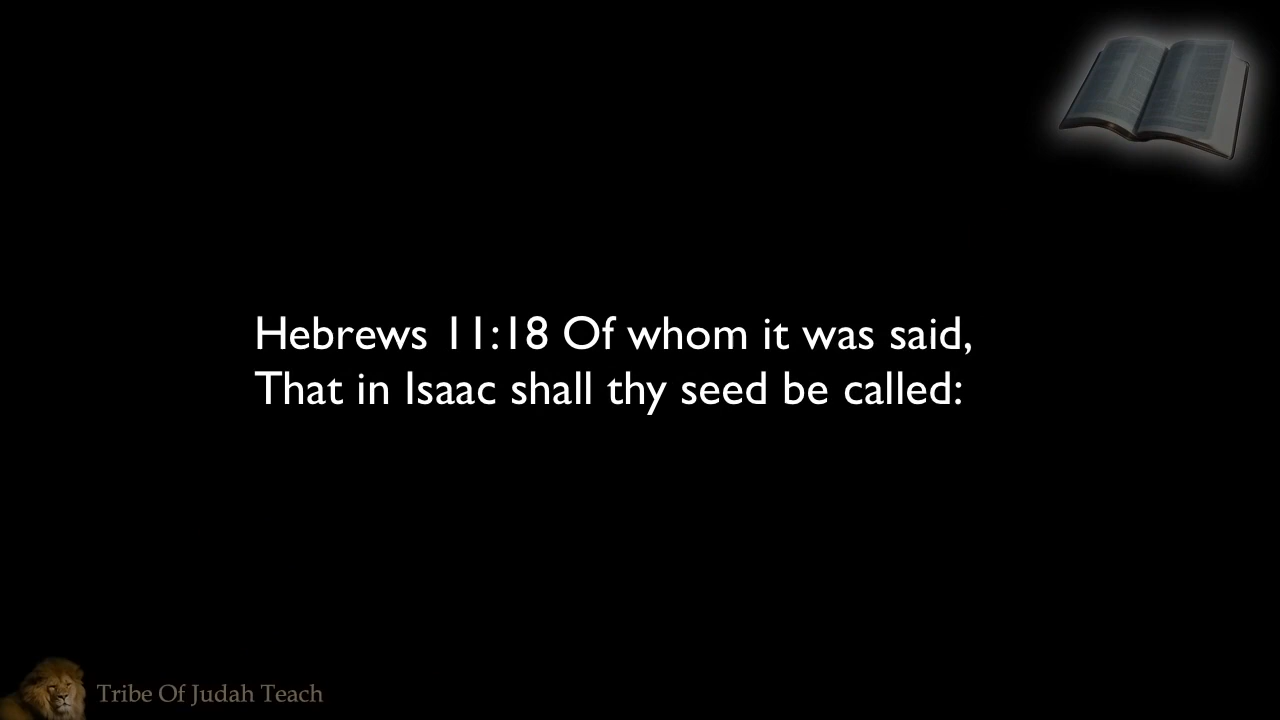 Hebrews 11:18 Of whom it was said,
That in Isaac shall thy seed be called:
Tribe Of Judah Teach